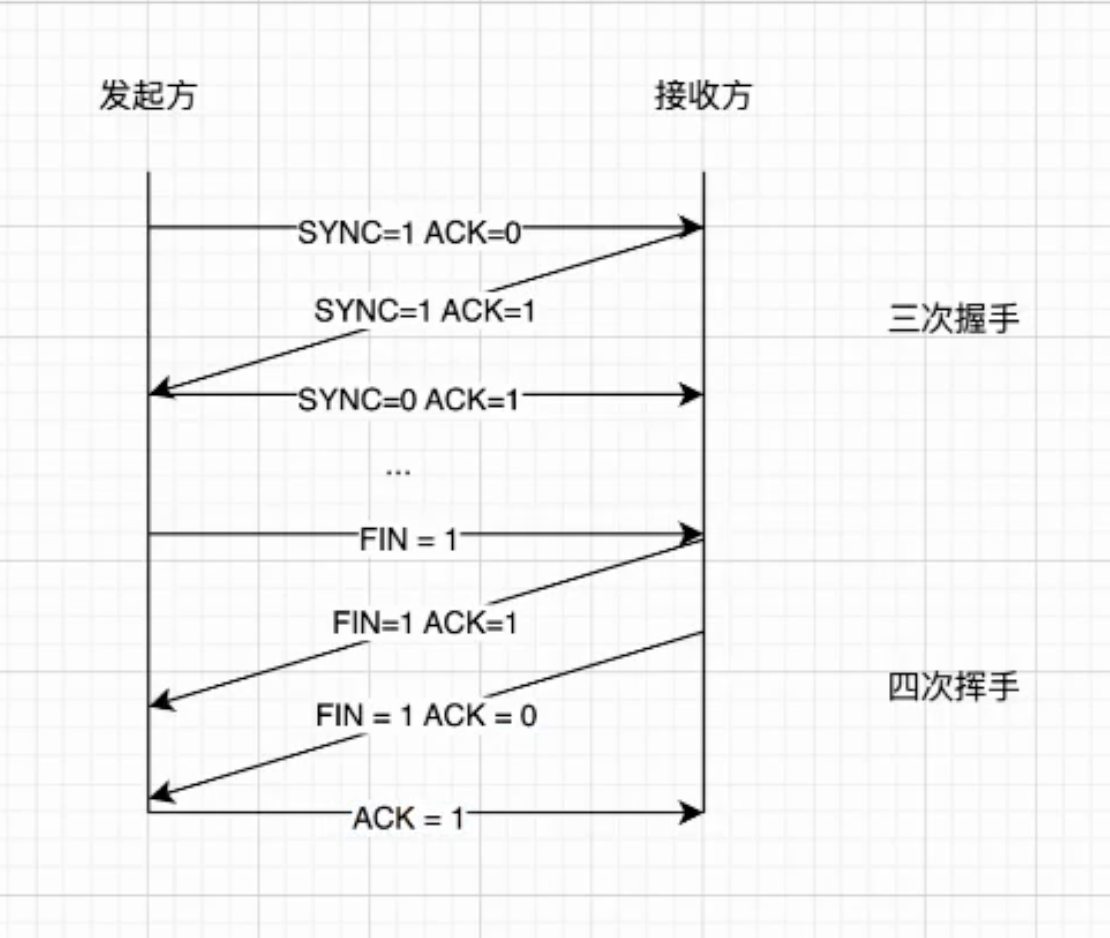 发起方
接收方
SYNC=1 ACK=0
SYNC=1 ACK=1
三次握手
SYNC=0 ACK=1
...
FIN = 1
FIN=1 ACK=1
四次挥手
FIN = 1 ACK = 0
ACK = 1